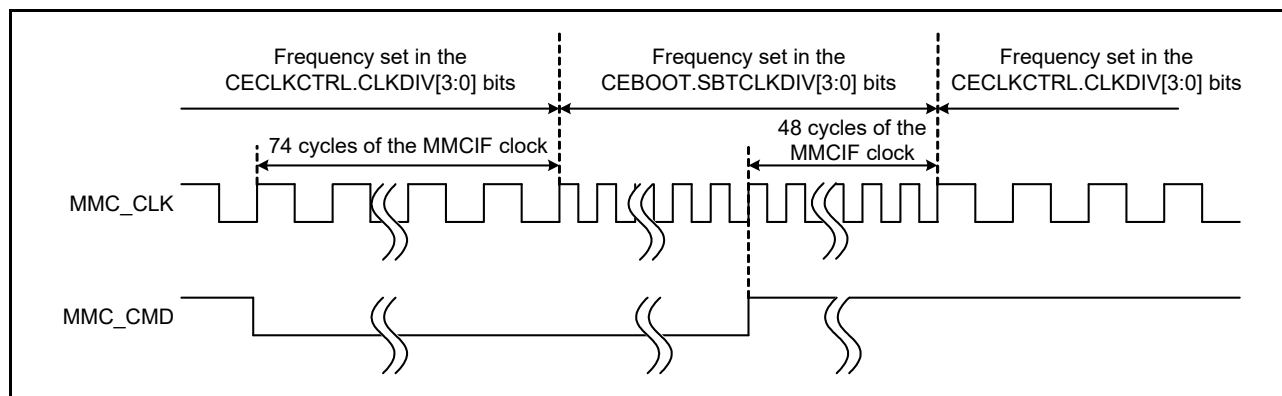 Frequency set in the
CECLKCTRL.CLKDIV[3:0] bits
Frequency set in the
CEBOOT.SBTCLKDIV[3:0] bits
Frequency set in the
CECLKCTRL.CLKDIV[3:0] bits
74 cycles of the MMCIF clock
48 cycles of the
MMCIF clock
MMC_CLK
MMC_CMD